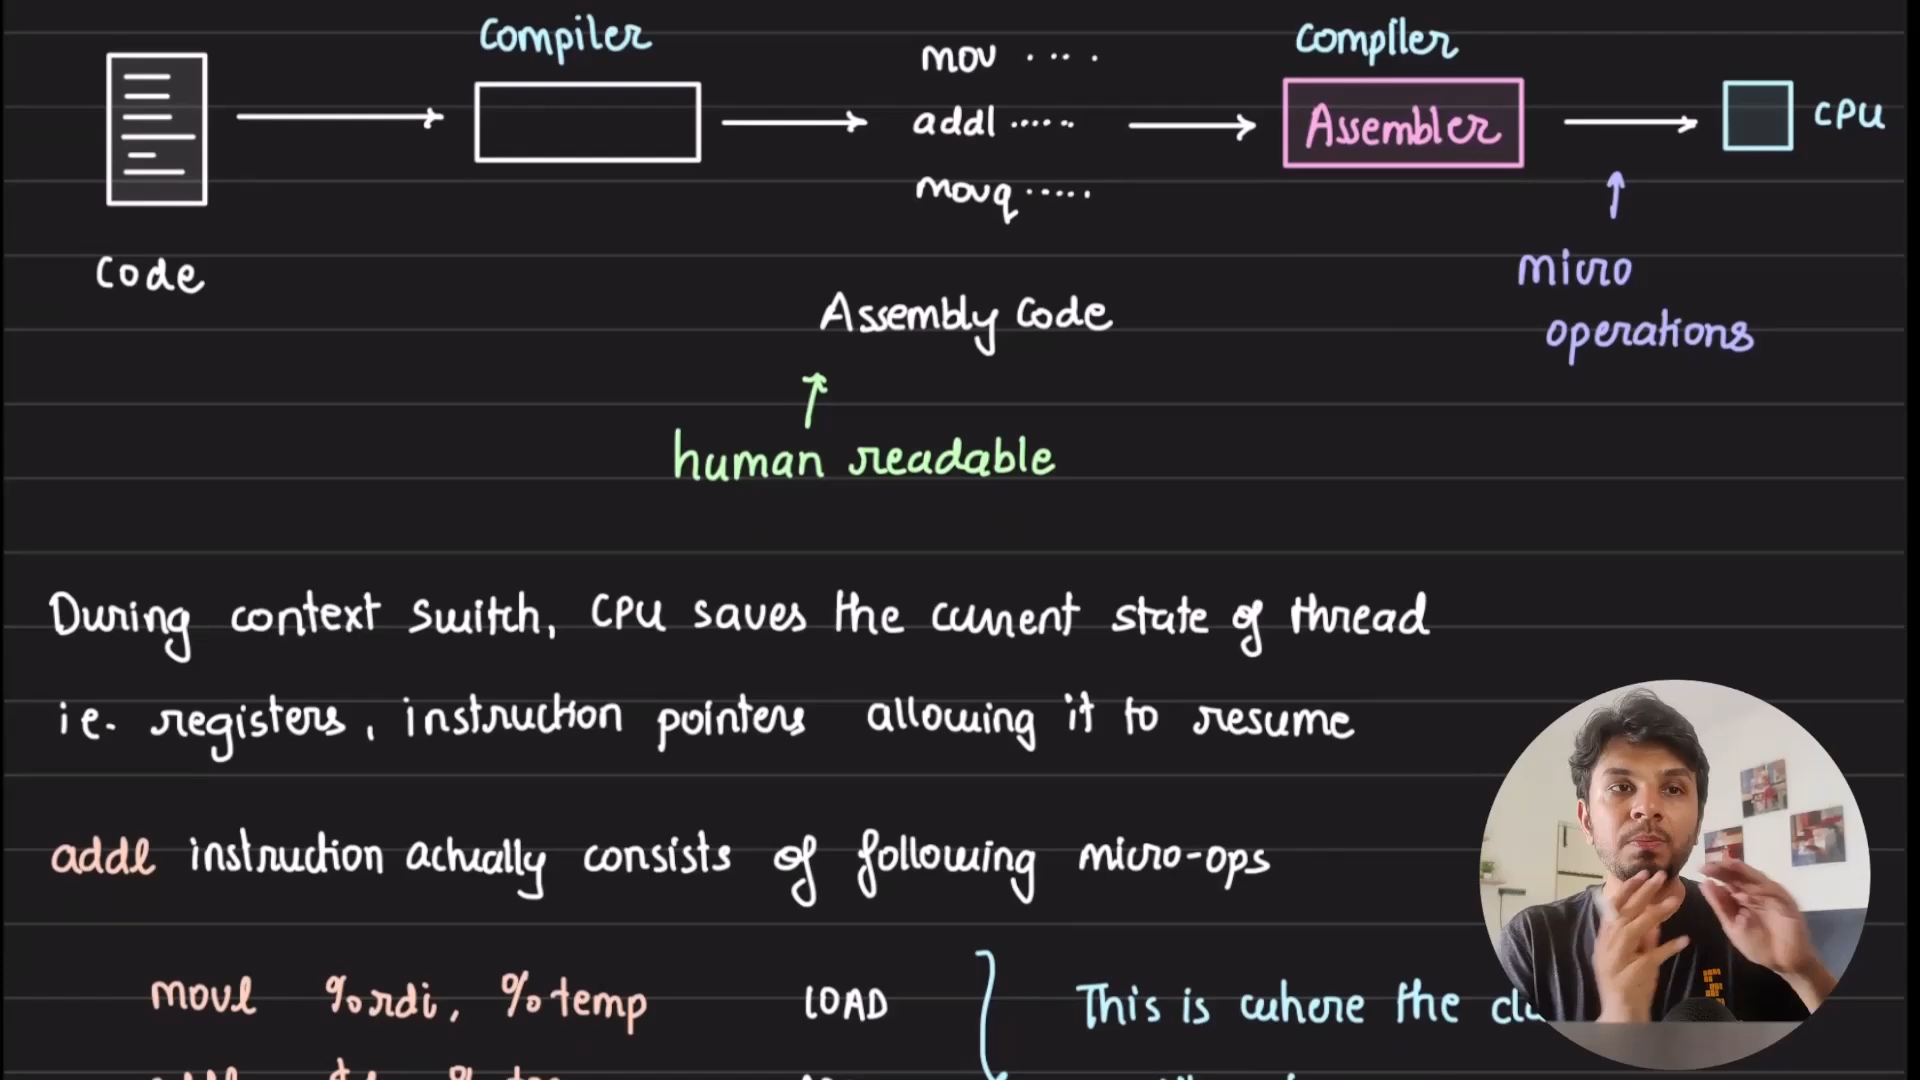 Compiler
mov .... 
compiler
addl ......
Assembler
CPU
movq .....
code
micro
operations
Assembly code
human readable
During context switch, CPU saves the current state of thread
ie. registers, instruction pointers allowing it to resume
addl instruction actually consists of following micro-ops
movl %rdi, %temp LOAD This is where the